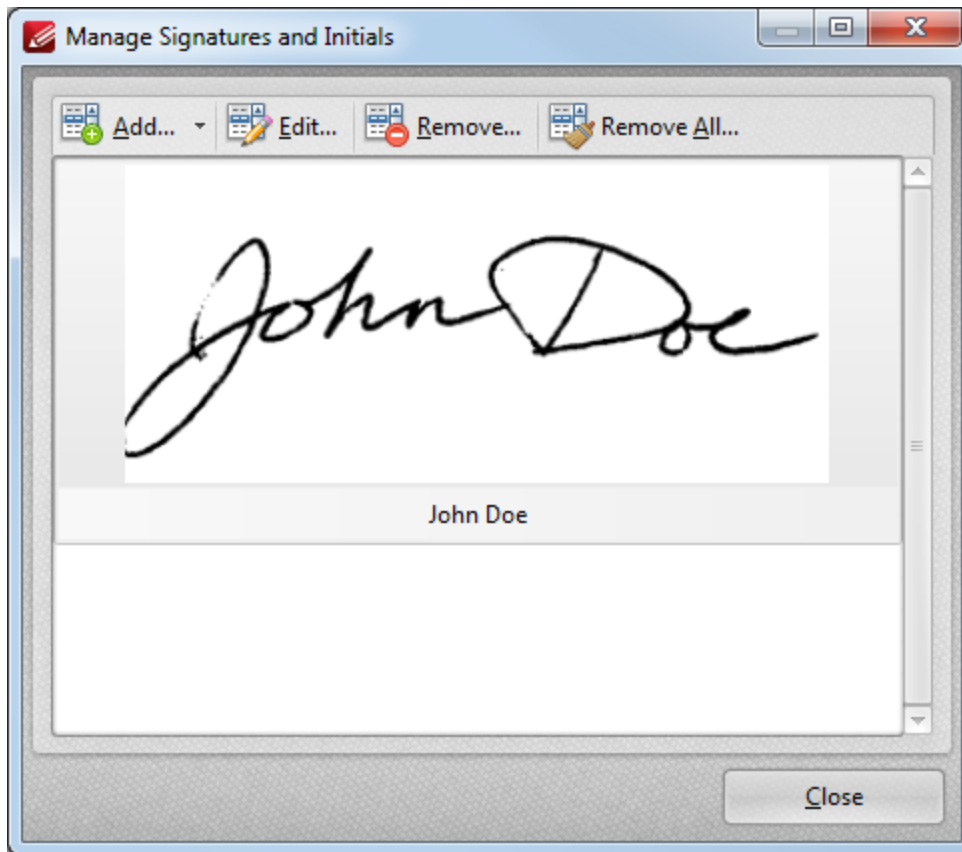 Manage Signatures and Initials
Add... Edit... Remove... Remove All...
John Doe
John Doe
Close